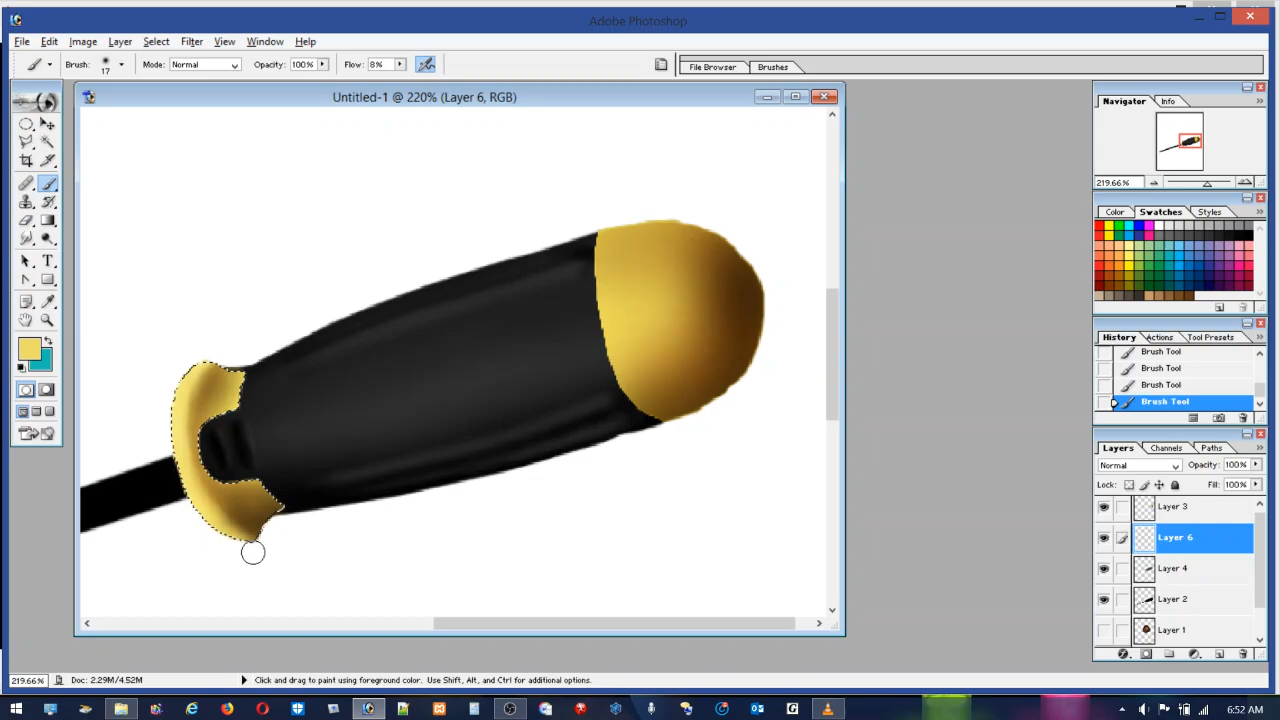 Adobe Photoshop
File Edit Image Layer Select Filter View Window Help
Brush: 17 Mode: Normal Opacity: 100% Flow: 8% File Browser Brushes
Untitled-1 @ 220% (Layer 6, RGB)
Navigator Info
219.66%
Color Swatches Styles
History Actions Tool Presets
Brush Tool
Brush Tool
Brush Tool
Brush Tool
Layers Channels Paths
Normal Opacity: 100%
Lock: Fill: 100%
Layer 3
Layer 6
Layer 4
Layer 2
Layer 1
219.66% Doc: 2.29M/4.52M Click and drag to paint using foreground color. Use Shift, Alt, and Ctrl for additional options.
6:52 AM